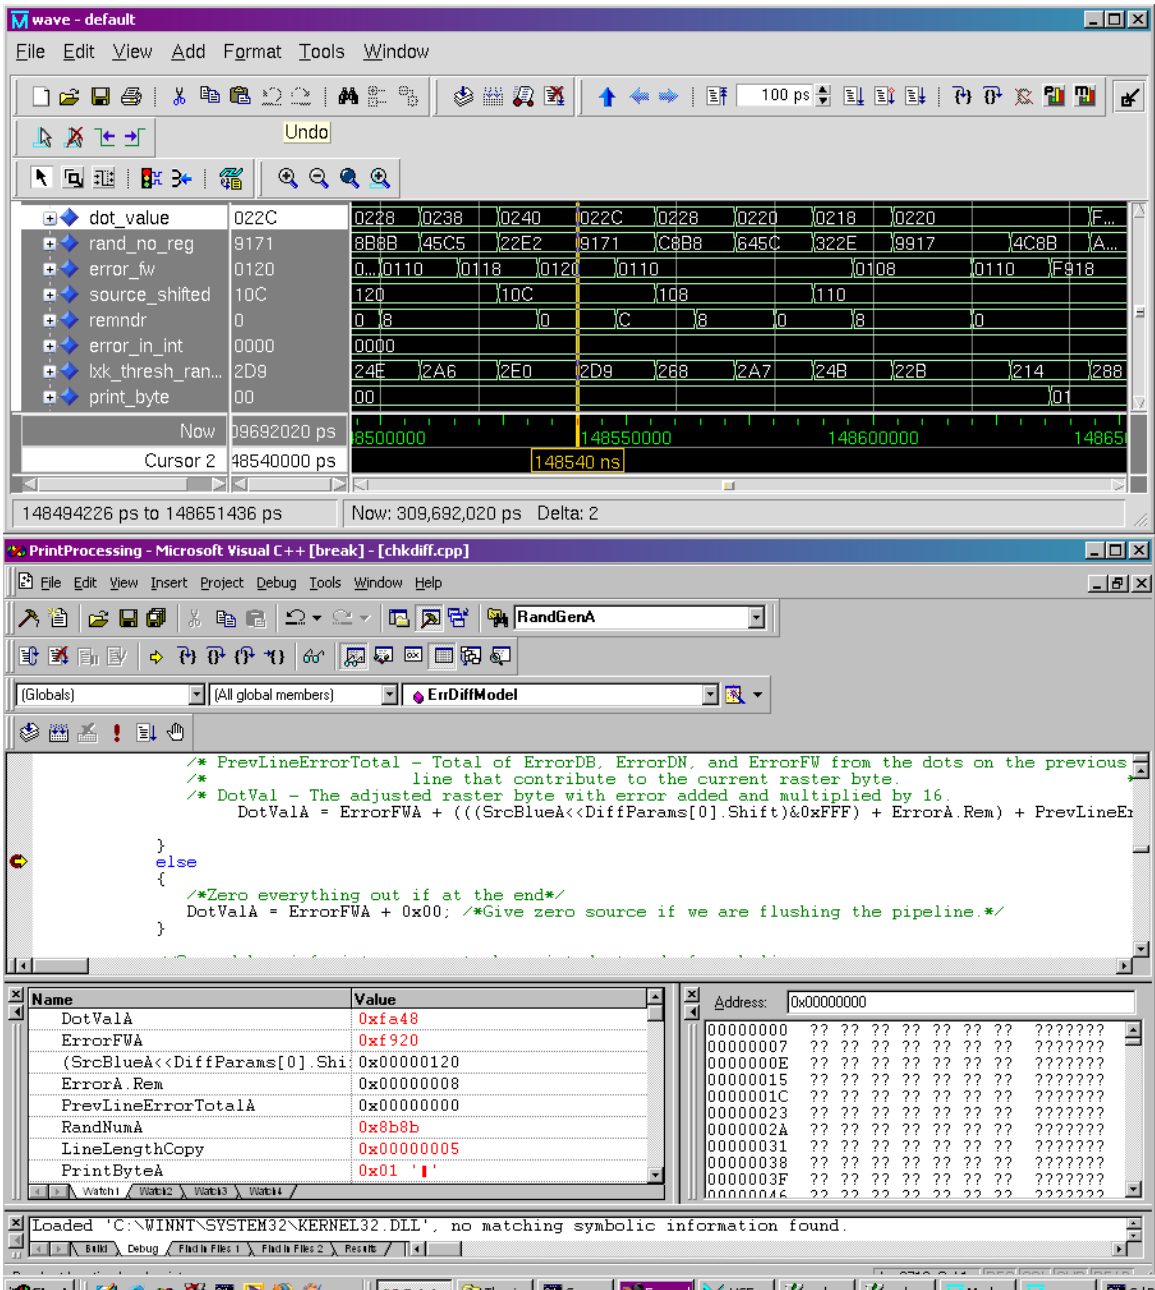 wave - default
File Edit View Add Format Tools Window
100 ps
Undo
dot_value 022C 0228 0238 0240 022C 0228 0220 0218 0220 F...
rand_no_reg 9171 8B8B 45C5 22E2 9171 C8B8 645C 322E 9917 4C8B A...
error_fw 0120 0... 0110 0118 0120 0110 0108 0110 F918
source_shifted 10C 120 10C 108 110
remndr 0 0 8 0 C 8 0 8 0
error_in_int 0000 0000
lxk_thresh_ran... 2D9 24E 2A6 2E0 2D9 268 2A7 24B 22B 214 288
print_byte 00 00 01
Now 09692020 ps 8500000 148550000 148600000 14865
Cursor 2 48540000 ps 148540 ns
148494226 ps to 148651436 ps Now: 309,692,020 ps Delta: 2
PrintProcessing - Microsoft Visual C++ [break] - [chkdiff.cpp]
File Edit View Insert Project Debug Tools Window Help
RandGenA
(Globals) (All global members) ErrDiffModel
/* PrevLineErrorTotal - Total of ErrorDB, ErrorDN, and ErrorFW from the dots on the previous
/* line that contribute to the current raster byte. *
/* DotVal - The adjusted raster byte with error added and multiplied by 16.
DotValA = ErrorFWA + (((SrcBlueA<<DiffParams[0].Shift)&0xFFF) + ErrorA.Rem) + PrevLineEr
}
else
{
/*Zero everything out if at the end*/
DotValA = ErrorFWA + 0x00; /*Give zero source if we are flushing the pipeline.*/
}
Name Value
DotValA 0xfa48
ErrorFWA 0xf920
(SrcBlueA<<DiffParams[0].Shi 0x00000120
ErrorA.Rem 0x00000008
PrevLineErrorTotalA 0x00000000
RandNumA 0x8b8b
LineLengthCopy 0x00000005
PrintByteA 0x01 '▮'
Watch1 Watch2 Watch3 Watch4
Address: 0x00000000
00000000 ?? ?? ?? ?? ?? ?? ?? ???????
00000007 ?? ?? ?? ?? ?? ?? ?? ???????
0000000E ?? ?? ?? ?? ?? ?? ?? ???????
00000015 ?? ?? ?? ?? ?? ?? ?? ???????
0000001C ?? ?? ?? ?? ?? ?? ?? ???????
00000023 ?? ?? ?? ?? ?? ?? ?? ???????
0000002A ?? ?? ?? ?? ?? ?? ?? ???????
00000031 ?? ?? ?? ?? ?? ?? ?? ???????
00000038 ?? ?? ?? ?? ?? ?? ?? ???????
0000003F ?? ?? ?? ?? ?? ?? ?? ???????
00000046 ?? ?? ?? ?? ?? ?? ?? ???????
Loaded 'C:\WINNT\SYSTEM32\KERNEL32.DLL', no matching symbolic information found.
Build Debug Find in Files 1 Find in Files 2 Results